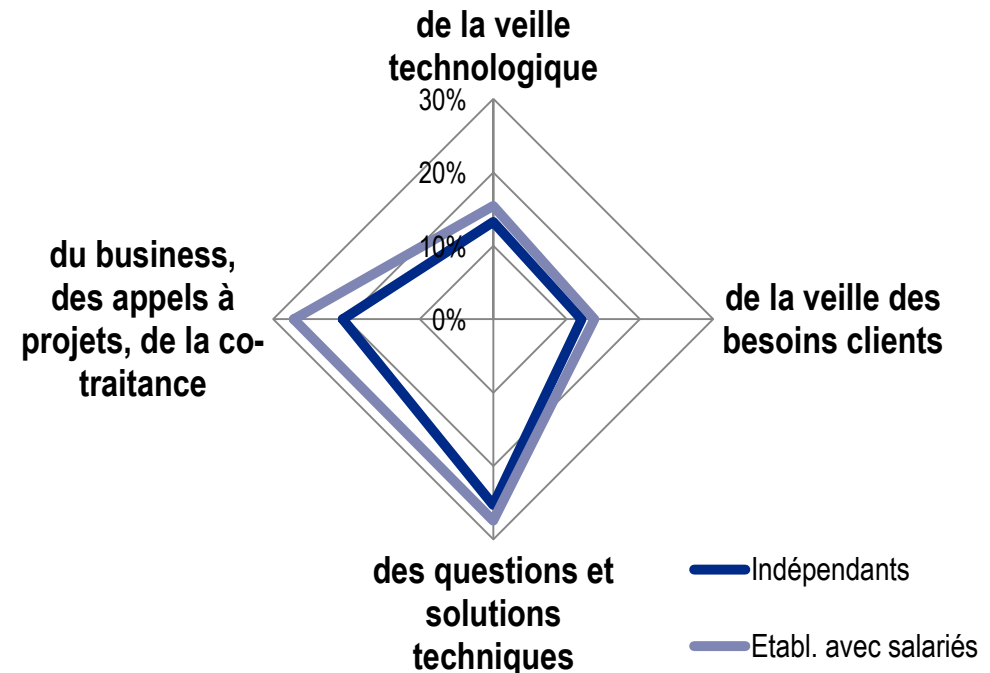 de la veille
technologique
30%
20%
10%
0%
du business,
des appels à
projets, de la co-
traitance
de la veille des
besoins clients
des questions et
solutions
techniques
Indépendants
Etabl. avec salariés